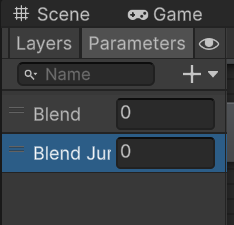 Scene Game
Layers Parameters
Name
Blend 0
Blend Jur 0